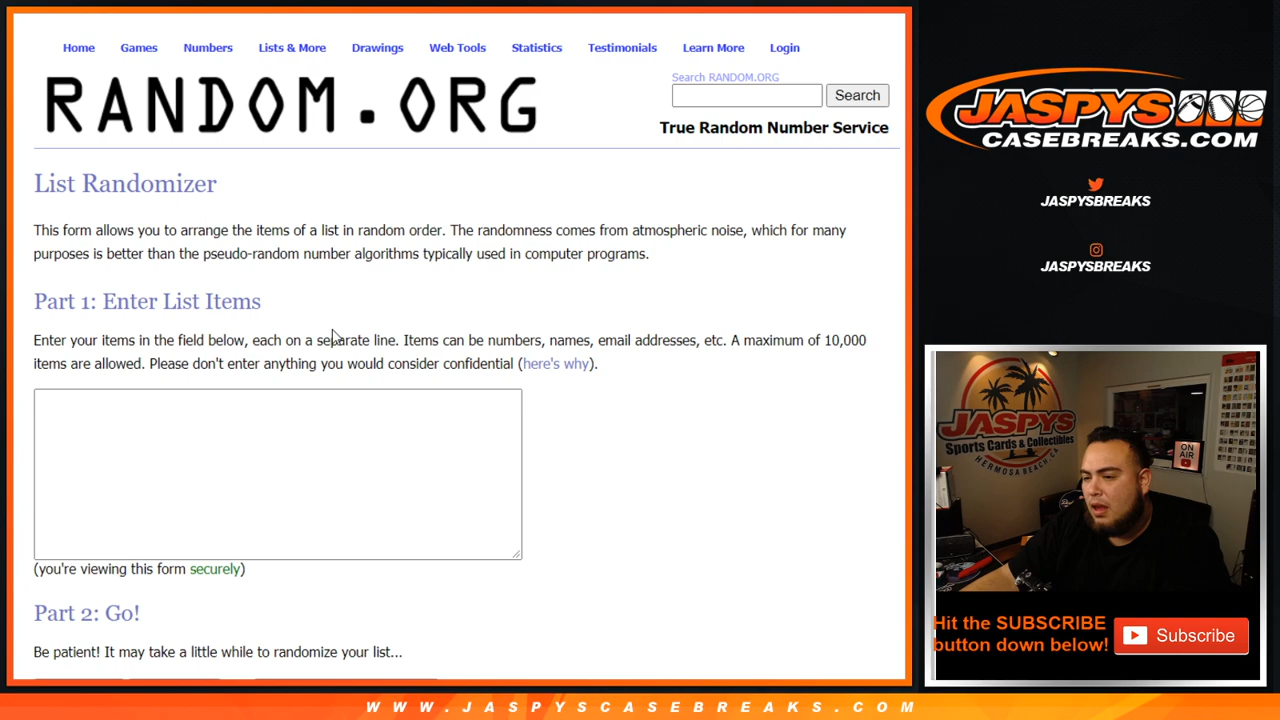 Home Games Numbers Lists & More Drawings Web Tools Statistics Testimonials Learn More Login
RANDOM.ORG
Search RANDOM.ORG
Search
True Random Number Service
List Randomizer
This form allows you to arrange the items of a list in random order. The randomness comes from atmospheric noise, which for many
purposes is better than the pseudo-random number algorithms typically used in computer programs.
Part 1: Enter List Items
Enter your items in the field below, each on a separate line. Items can be numbers, names, email addresses, etc. A maximum of 10,000
items are allowed. Please don't enter anything you would consider confidential (here's why).
(you're viewing this form securely)
Part 2: Go!
Be patient! It may take a little while to randomize your list...
JASPYS
CASEBREAKS.COM
JASPYSBREAKS
JASPYSBREAKS
JASPYS
Sports Cards & Collectibles
HERMOSA BEACH, CA
ON
AIR
Hit the SUBSCRIBE
button down below!
Subscribe
WWW.JASPYSCASEBREAKS.COM